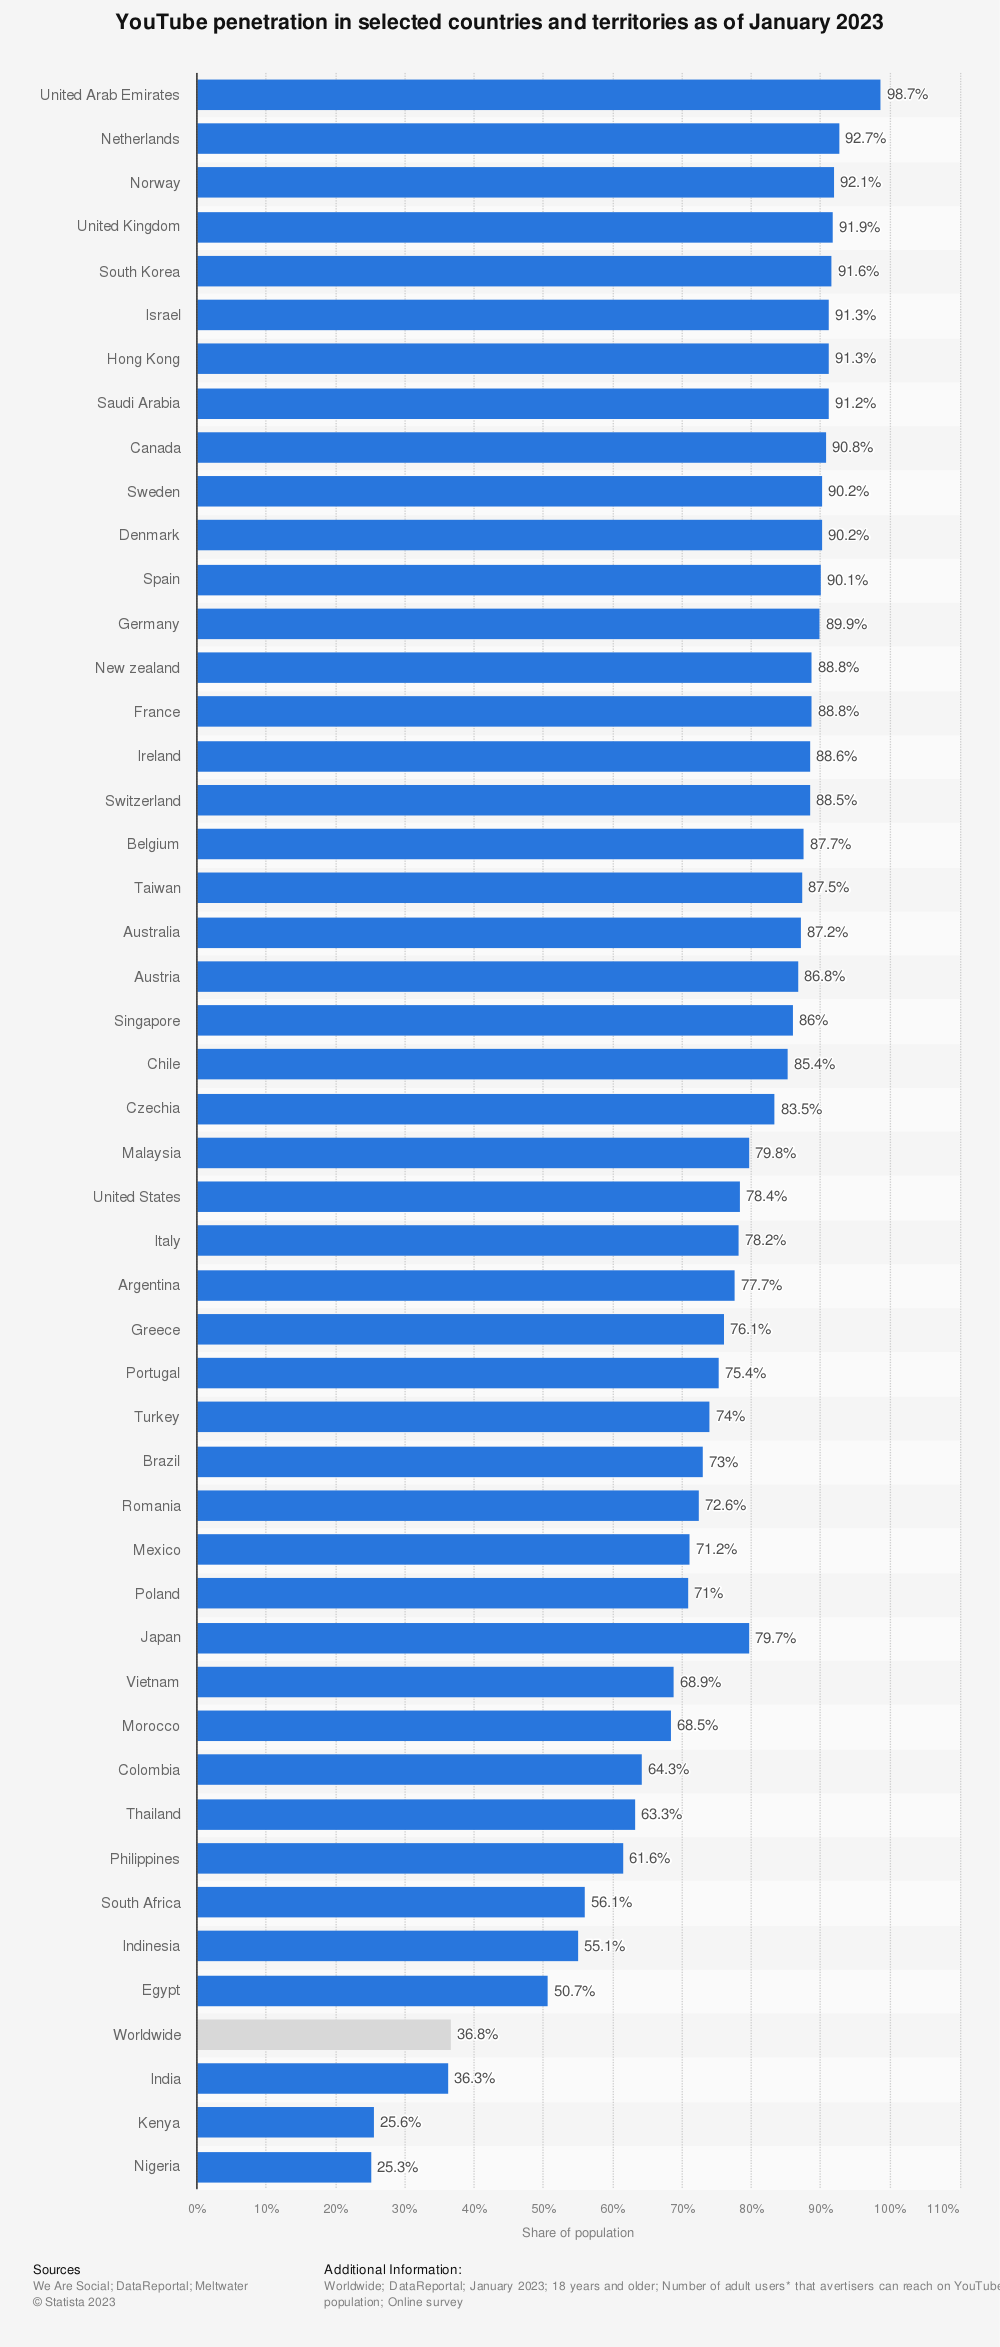 YouTube penetration in selected countries and territories as of January 2023
United Arab Emirates 98.7%
Netherlands 92.7%
Norway 92.1%
United Kingdom 91.9%
South Korea 91.6%
Israel 91.3%
Hong Kong 91.3%
Saudi Arabia 91.2%
Canada 90.8%
Sweden 90.2%
Denmark 90.2%
Spain 90.1%
Germany 89.9%
New zealand 88.8%
France 88.8%
Ireland 88.6%
Switzerland 88.5%
Belgium 87.7%
Taiwan 87.5%
Australia 87.2%
Austria 86.8%
Singapore 86%
Chile 85.4%
Czechia 83.5%
Malaysia 79.8%
United States 78.4%
Italy 78.2%
Argentina 77.7%
Greece 76.1%
Portugal 75.4%
Turkey 74%
Brazil 73%
Romania 72.6%
Mexico 71.2%
Poland 71%
Japan 79.7%
Vietnam 68.9%
Morocco 68.5%
Colombia 64.3%
Thailand 63.3%
Philippines 61.6%
South Africa 56.1%
Indinesia 55.1%
Egypt 50.7%
Worldwide 36.8%
India 36.3%
Kenya 25.6%
Nigeria 25.3%
0% 10% 20% 30% 40% 50% 60% 70% 80% 90% 100% 110%
Share of population
Sources
We Are Social; DataReportal; Meltwater
© Statista 2023
Additional Information:
Worldwide; DataReportal; January 2023; 18 years and older; Number of adult users* that avertisers can reach on YouTube
population; Online survey